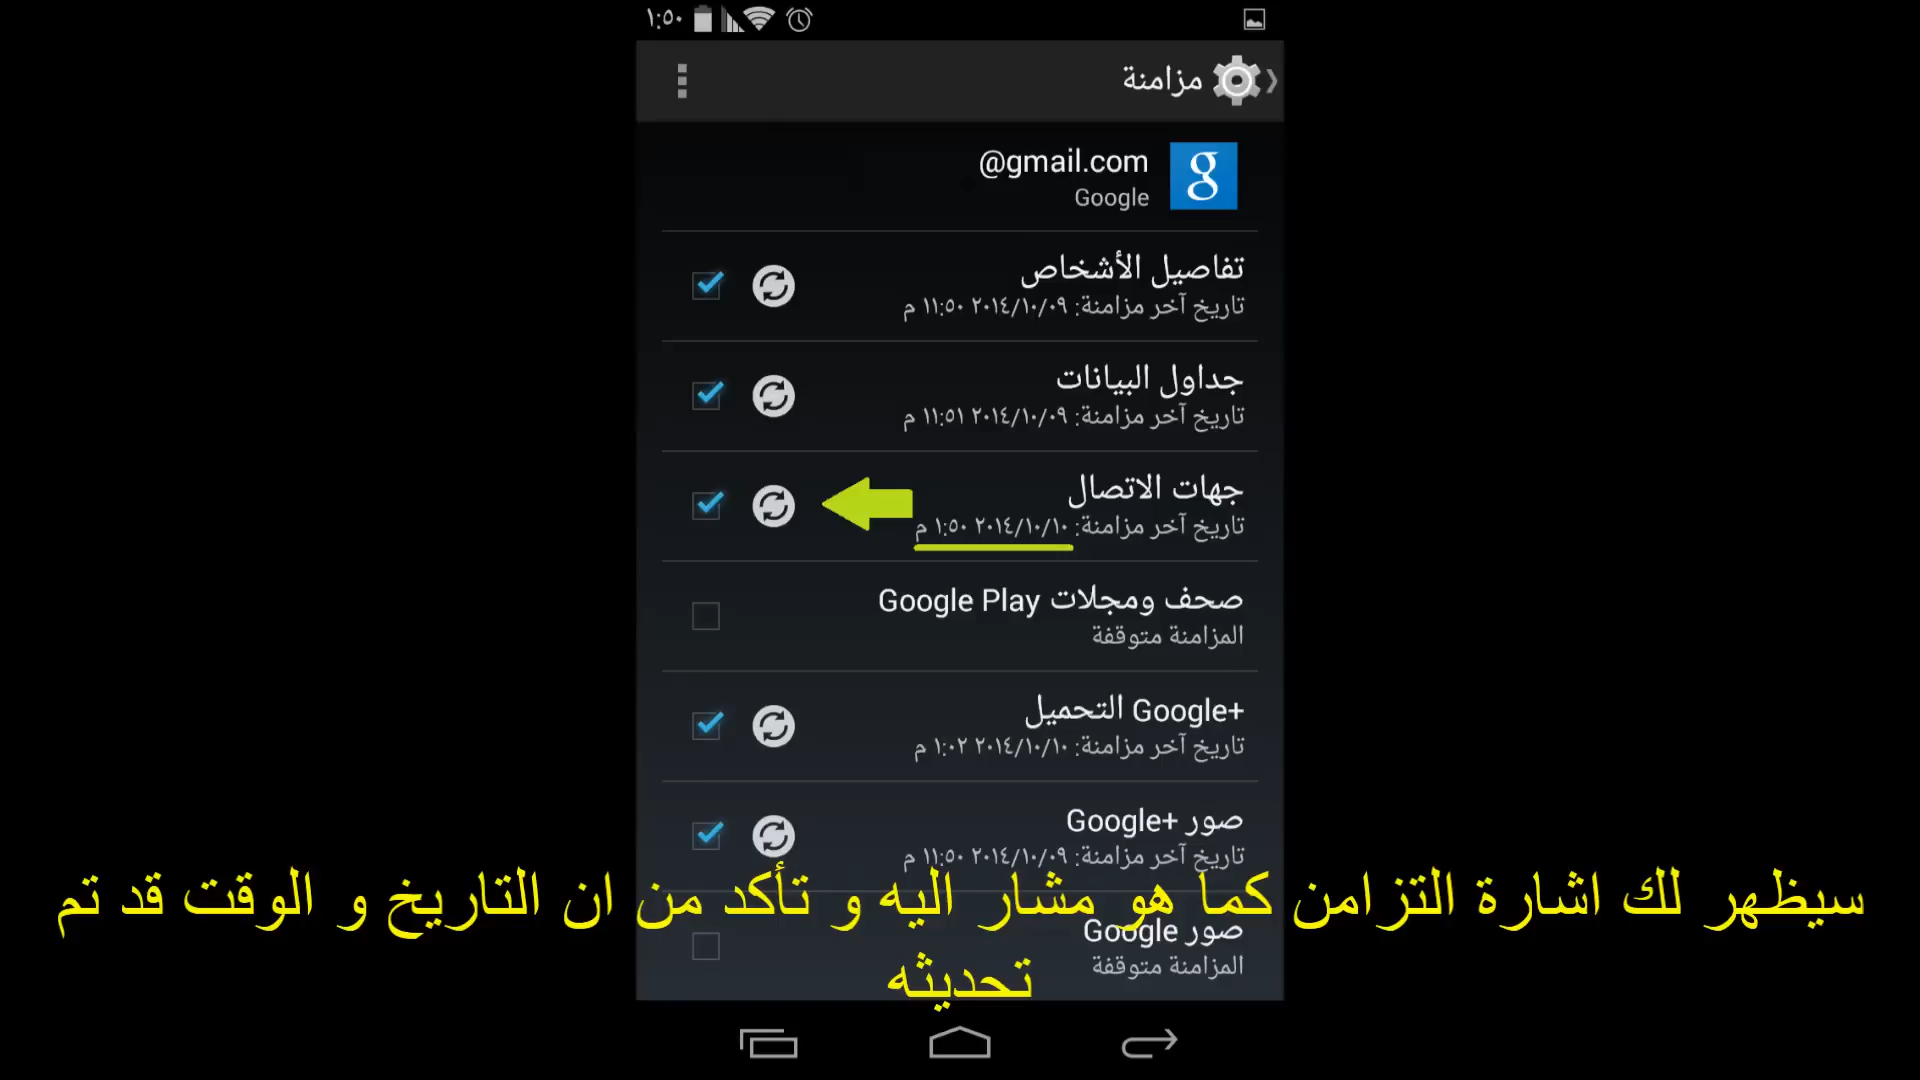 ١:٥٠
مزامنة
@gmail.com
Google
g
تفاصيل الأشخاص
تاريخ آخر مزامنة: ٢٠١٤/١٠/٠٩ ١١:٥٠ م
جداول البيانات
تاريخ آخر مزامنة: ٢٠١٤/١٠/٠٩ ١١:٥١ م
جهات الاتصال
تاريخ آخر مزامنة: ٢٠١٤/١٠/١٠ ١:٥٠ م
صحف ومجلات Google Play
المزامنة متوقفة
Google+‎ التحميل
تاريخ آخر مزامنة: ٢٠١٤/١٠/١٠ ١:٠٢ م
صور Google+‎
تاريخ آخر مزامنة: ٢٠١٤/١٠/٠٩ ١١:٥٠ م
سيظهر لك اشارة التزامن كما هو مشار اليه و تأكد من ان التاريخ و الوقت قد تم
صور Google
المزامنة متوقفة
تحديثه